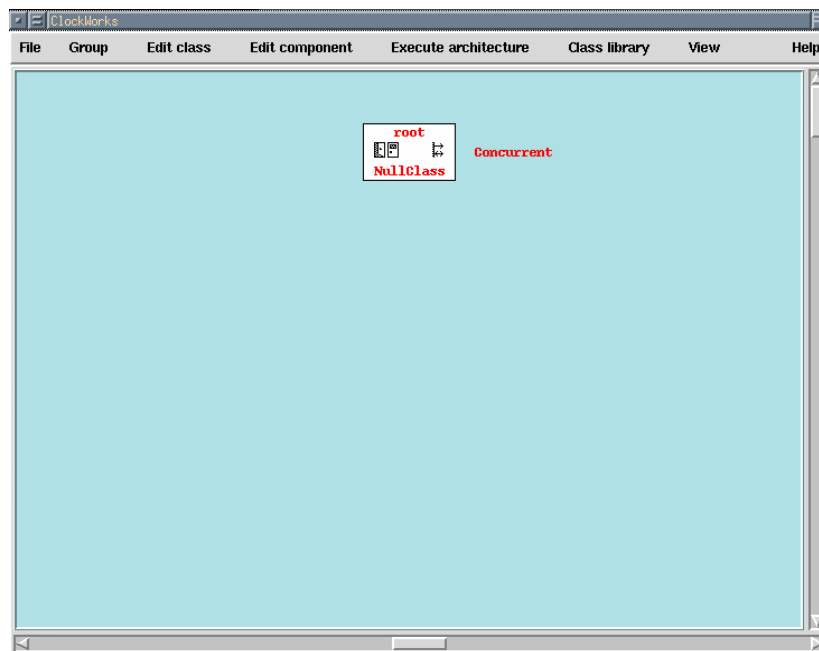 ClockWorks
File Group Edit class Edit component Execute architecture Class library View Help
root
Concurrent
NullClass